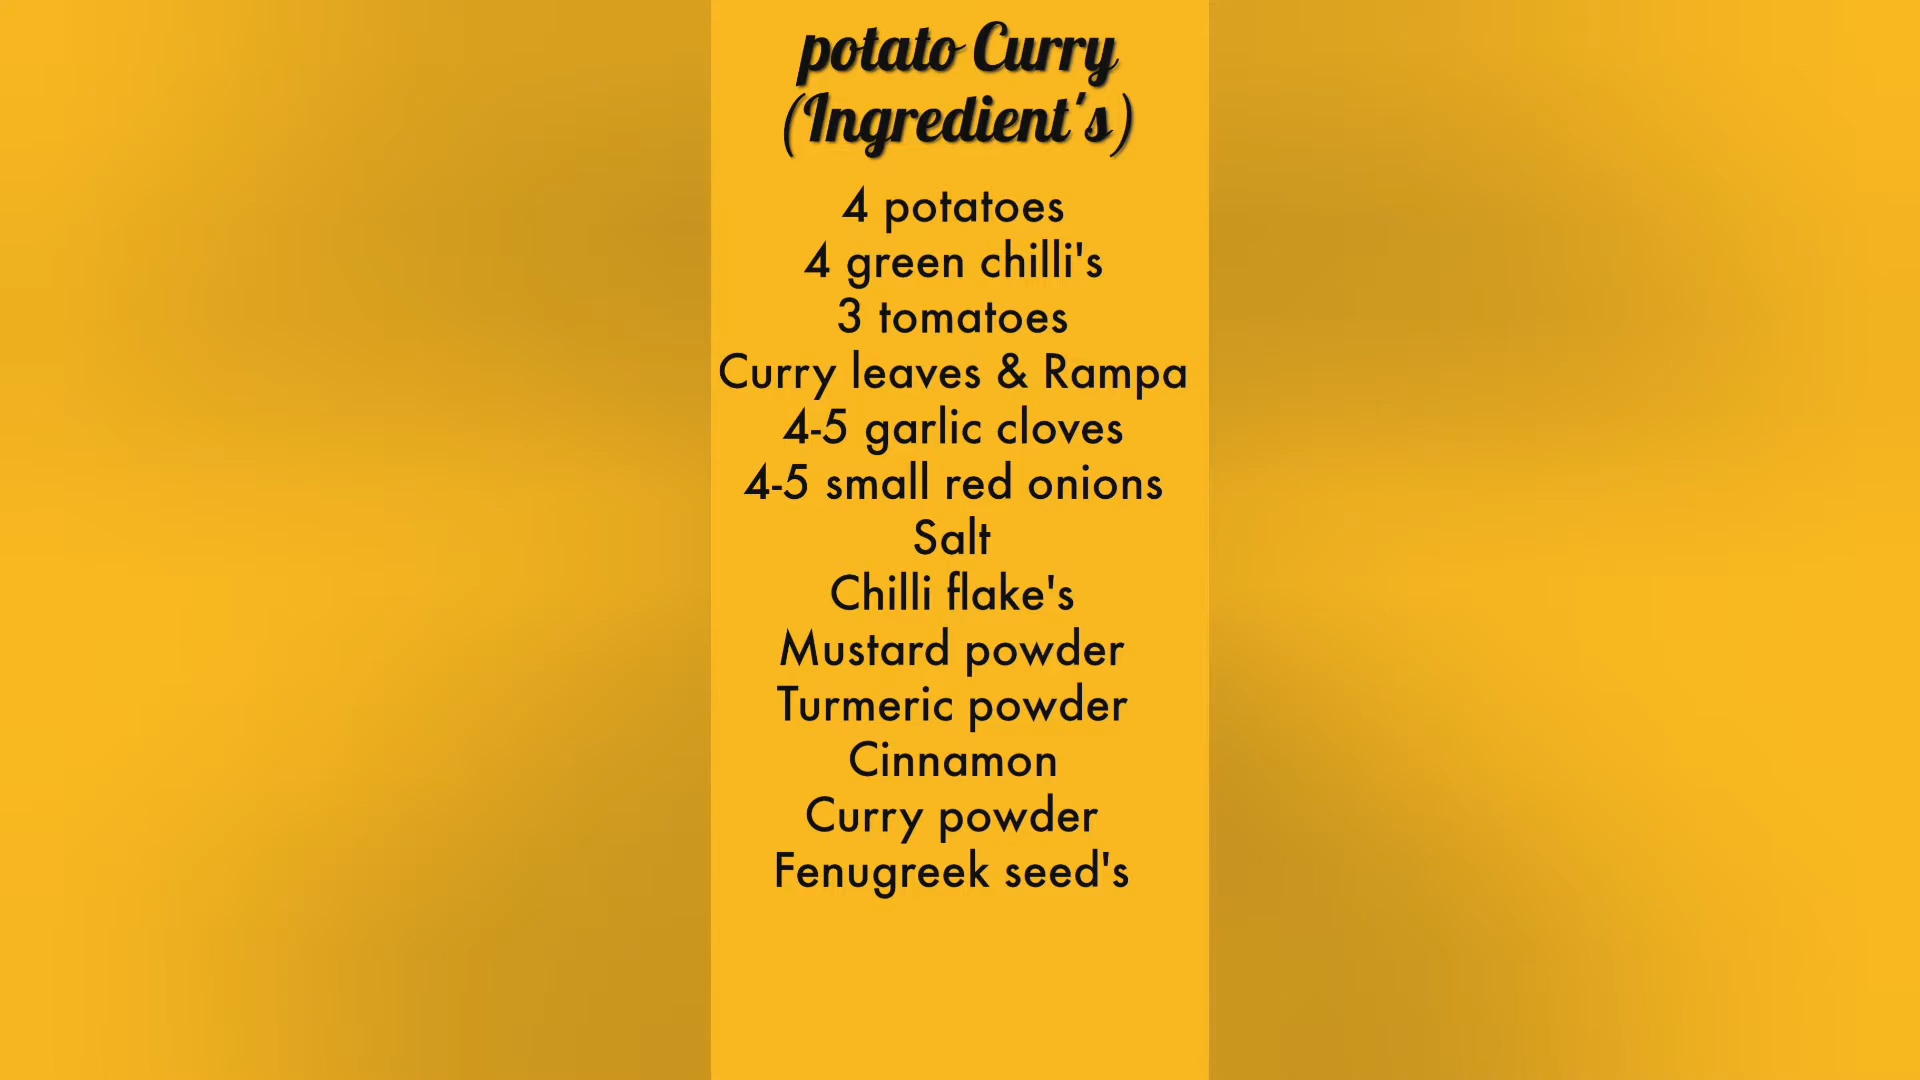 potato Curry
(Ingredient's)
4 potatoes
4 green chilli's
3 tomatoes
Curry leaves & Rampa
4-5 garlic cloves
4-5 small red onions
Salt
Chilli flake's
Mustard powder
Turmeric powder
Cinnamon
Curry powder
Fenugreek seed's